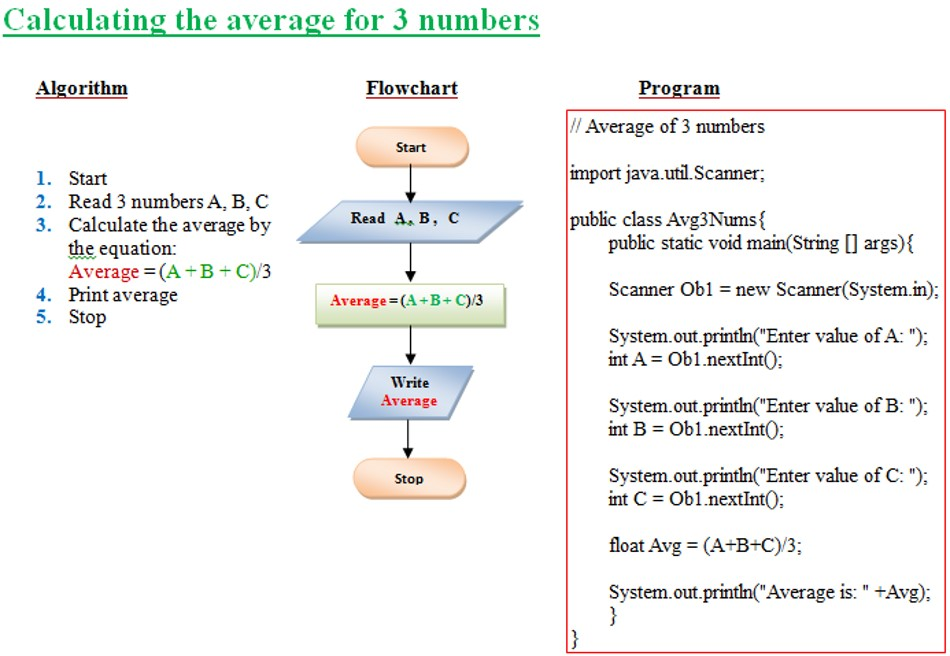 Calculating the average for 3 numbers
Algorithm
1. Start
2. Read 3 numbers A, B, C
3. Calculate the average by
the equation:
Average = (A + B + C)/3
4. Print average
5. Stop
Flowchart
Start
Read A, B, C
Average = (A+B+ C)/3
Write
Average
Stop
Program
// Average of 3 numbers
import java.util.Scanner;
public class Avg3Nums{
public static void main(String [] args){
Scanner Ob1 = new Scanner(System.in);
System.out.println("Enter value of A: ");
int A = Ob1.nextInt();
System.out.println("Enter value of B: ");
int B = Ob1.nextInt();
System.out.println("Enter value of C: ");
int C = Ob1.nextInt();
float Avg = (A+B+C)/3;
System.out.println("Average is: " +Avg);
}
}